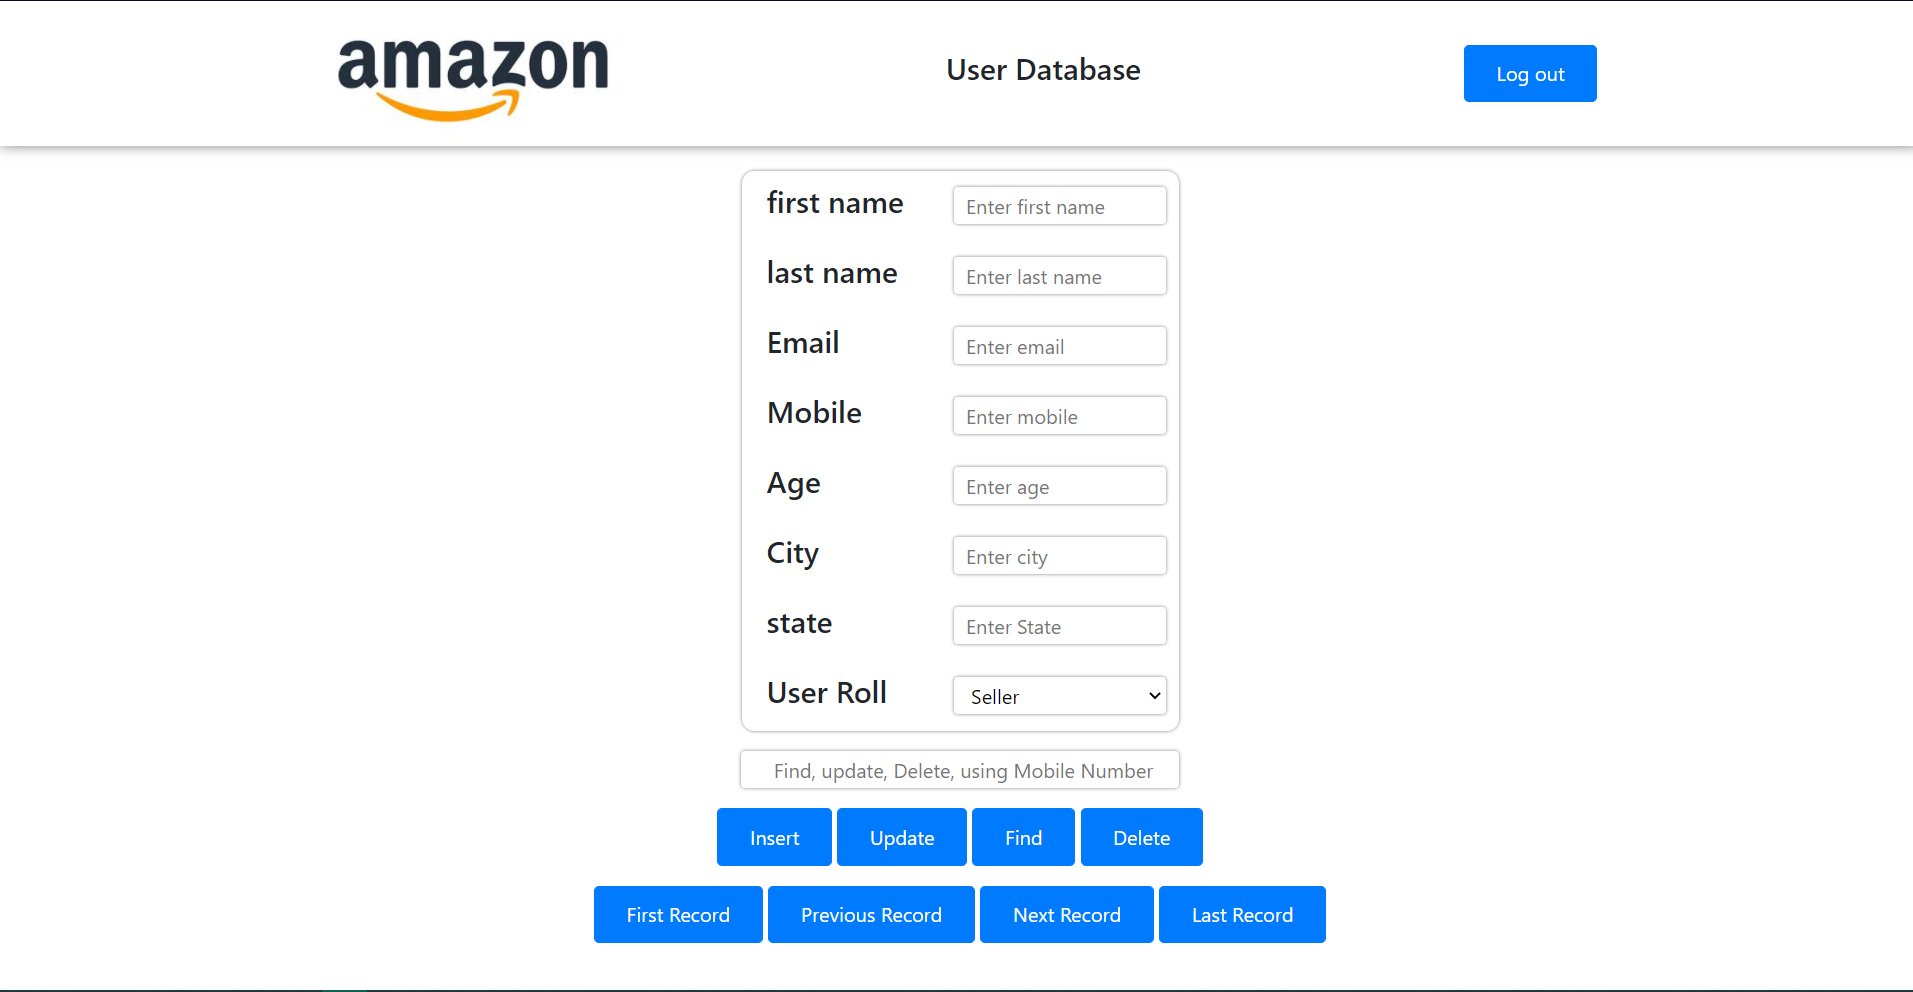 amazon
User Database
Log out
first name
Enter first name
last name
Enter last name
Email
Enter email
Mobile
Enter mobile
Age
Enter age
City
Enter city
state
Enter State
User Roll
Seller
Find, update, Delete, using Mobile Number
Insert
Update
Find
Delete
First Record
Previous Record
Next Record
Last Record